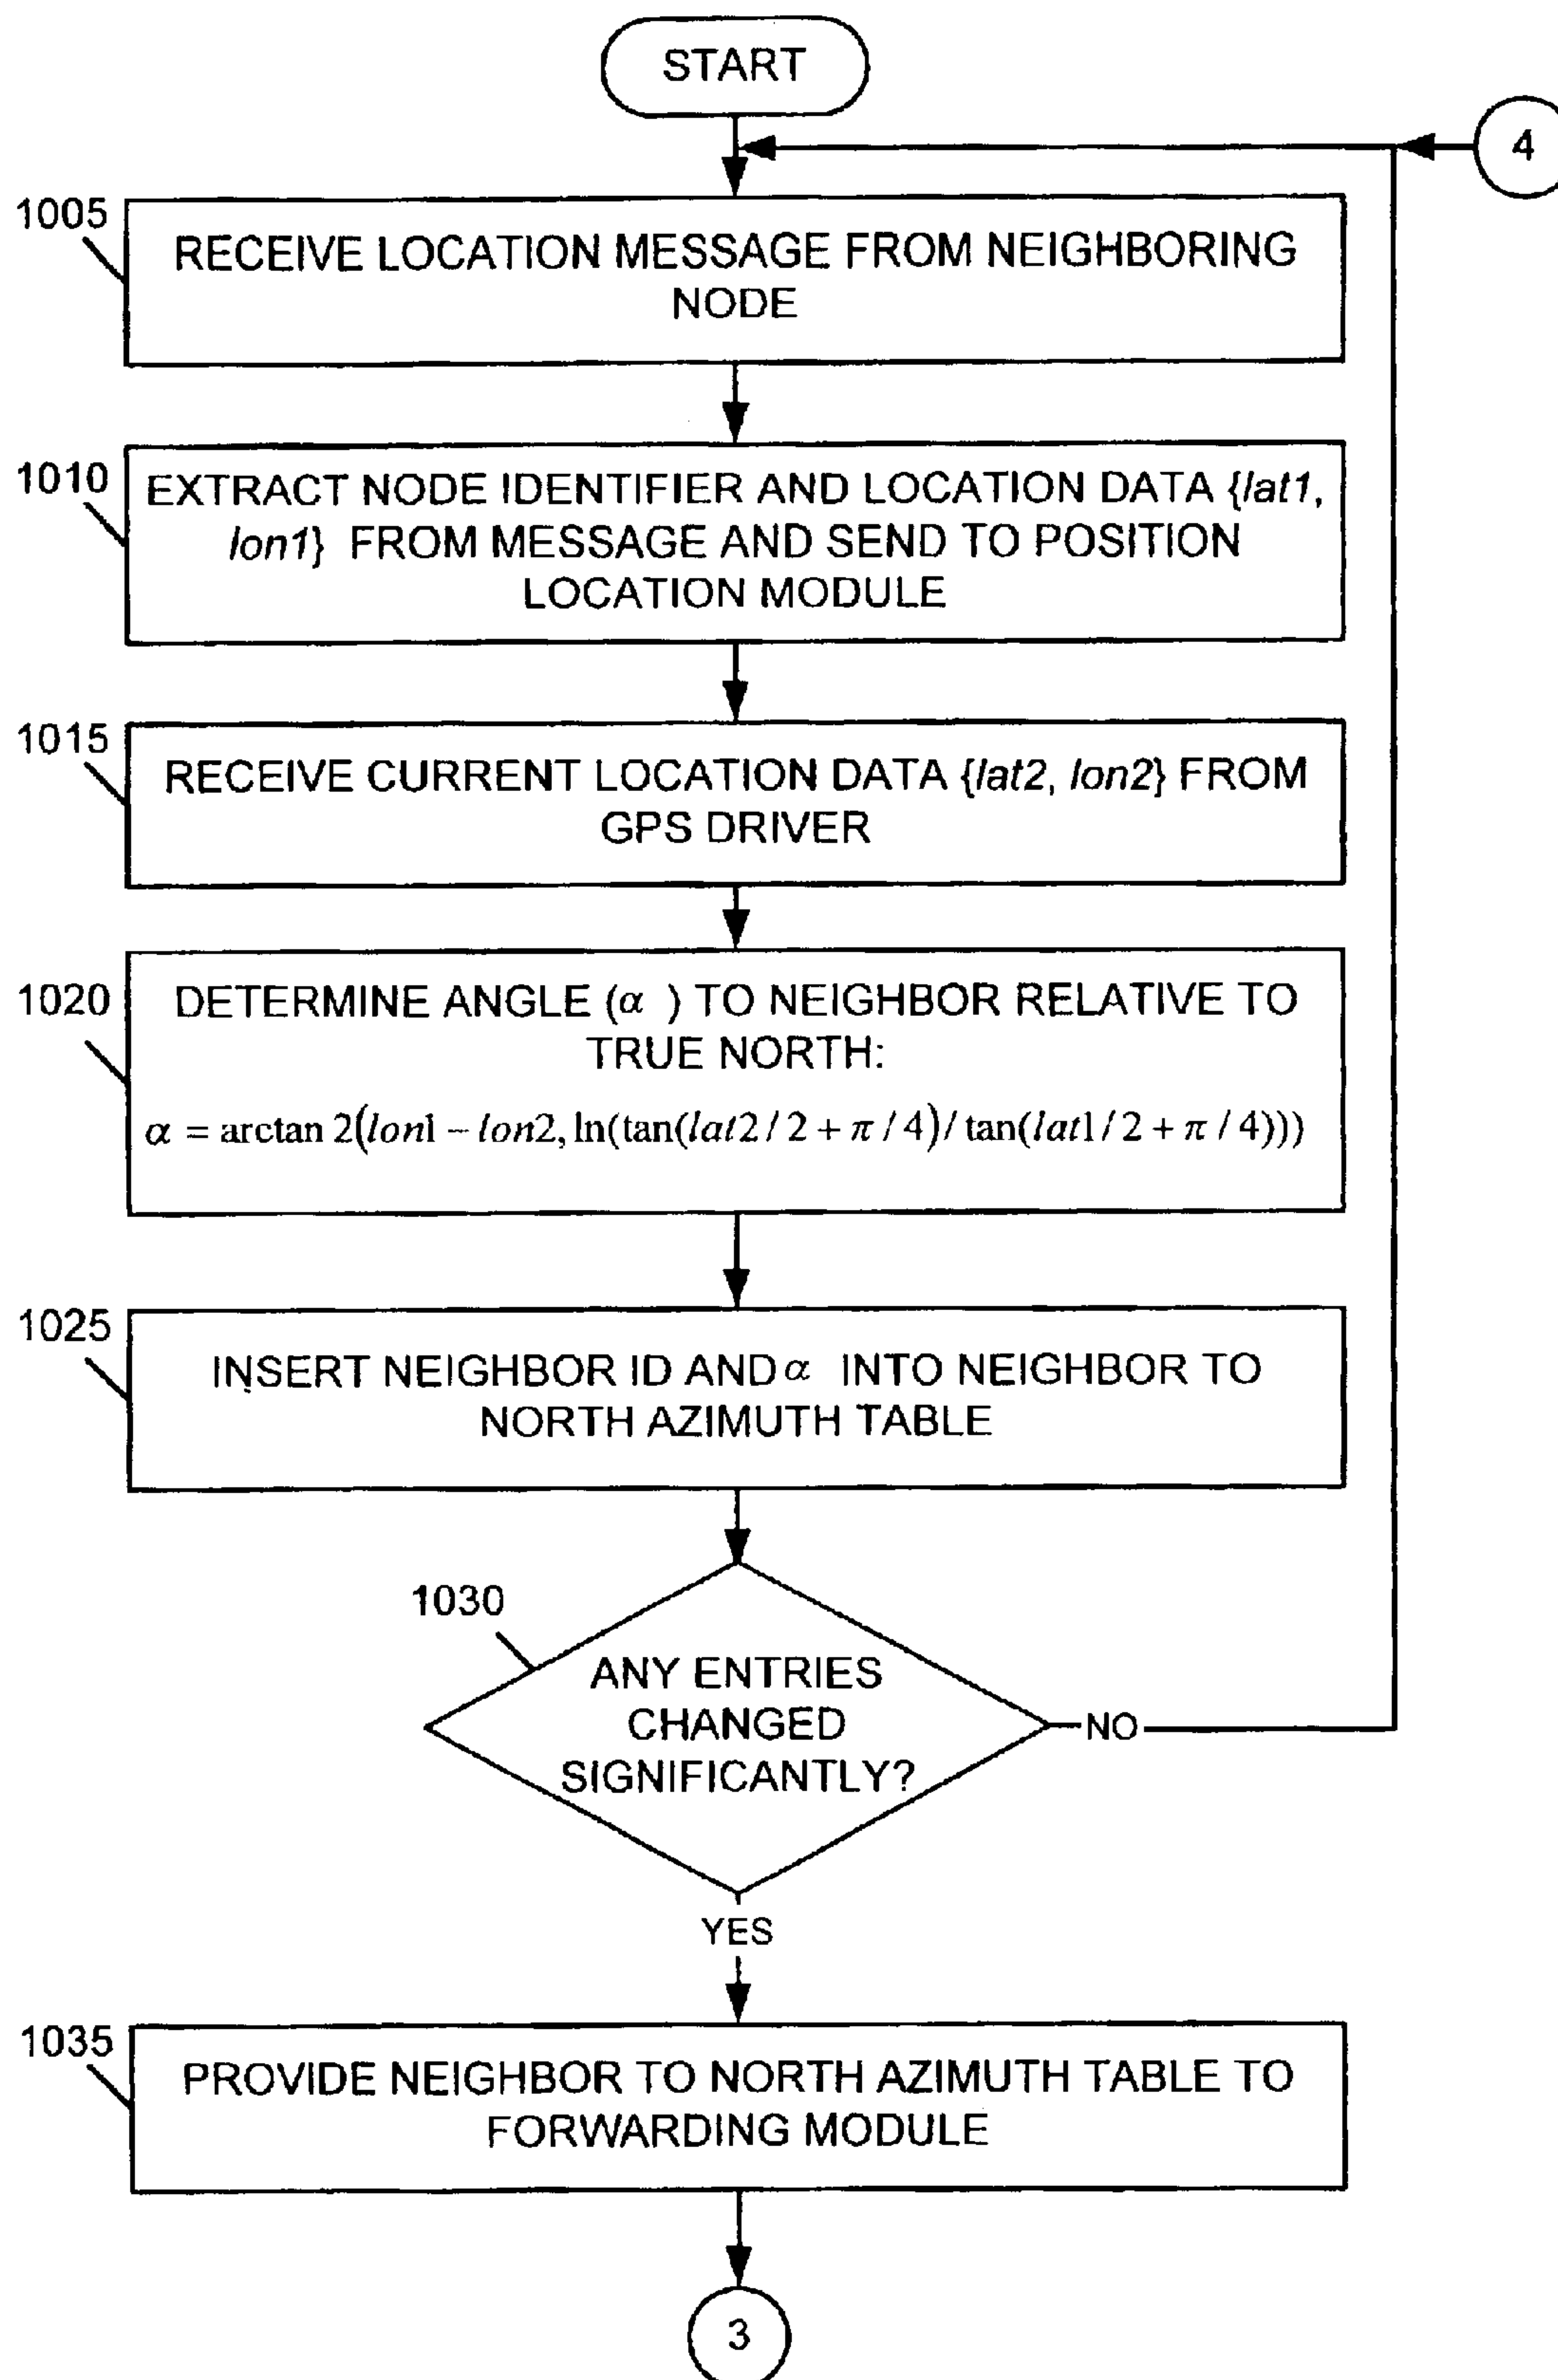 START
4
1005
RECEIVE LOCATION MESSAGE FROM NEIGHBORING
NODE
1010
EXTRACT NODE IDENTIFIER AND LOCATION DATA {lat1,
lon1} FROM MESSAGE AND SEND TO POSITION
LOCATION MODULE
1015
RECEIVE CURRENT LOCATION DATA {lat2, lon2} FROM
GPS DRIVER
1020
DETERMINE ANGLE (α ) TO NEIGHBOR RELATIVE TO
TRUE NORTH:
α = arctan 2(lon1 − lon2, ln(tan(lat2 / 2 + π / 4) / tan(lat1 / 2 + π / 4)))
1025
INSERT NEIGHBOR ID AND α INTO NEIGHBOR TO
NORTH AZIMUTH TABLE
1030
ANY ENTRIES
CHANGED
SIGNIFICANTLY?
NO
YES
1035
PROVIDE NEIGHBOR TO NORTH AZIMUTH TABLE TO
FORWARDING MODULE
3